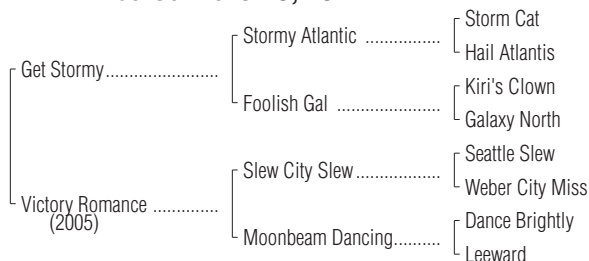 Storm Cat
Stormy Atlantic ..................
Hail Atlantis
Get Stormy...........................
Kiri's Clown
Foolish Gal .........................
Galaxy North
Seattle Slew
Slew City Slew....................
Weber City Miss
Victory Romance ................
(2005)
Dance Brightly
Moonbeam Dancing..........
Leeward